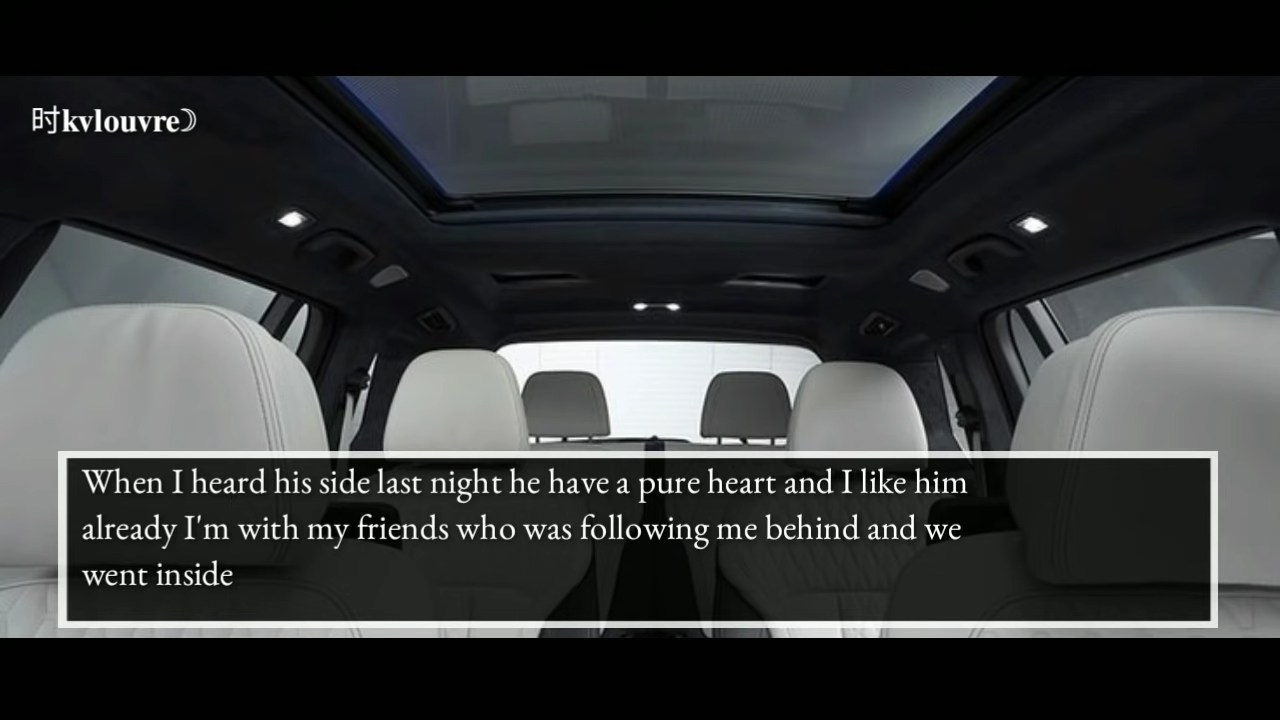 时kvlouvre☽
When I heard his side last night he have a pure heart and I like him
already I'm with my friends who was following me behind and we
went inside